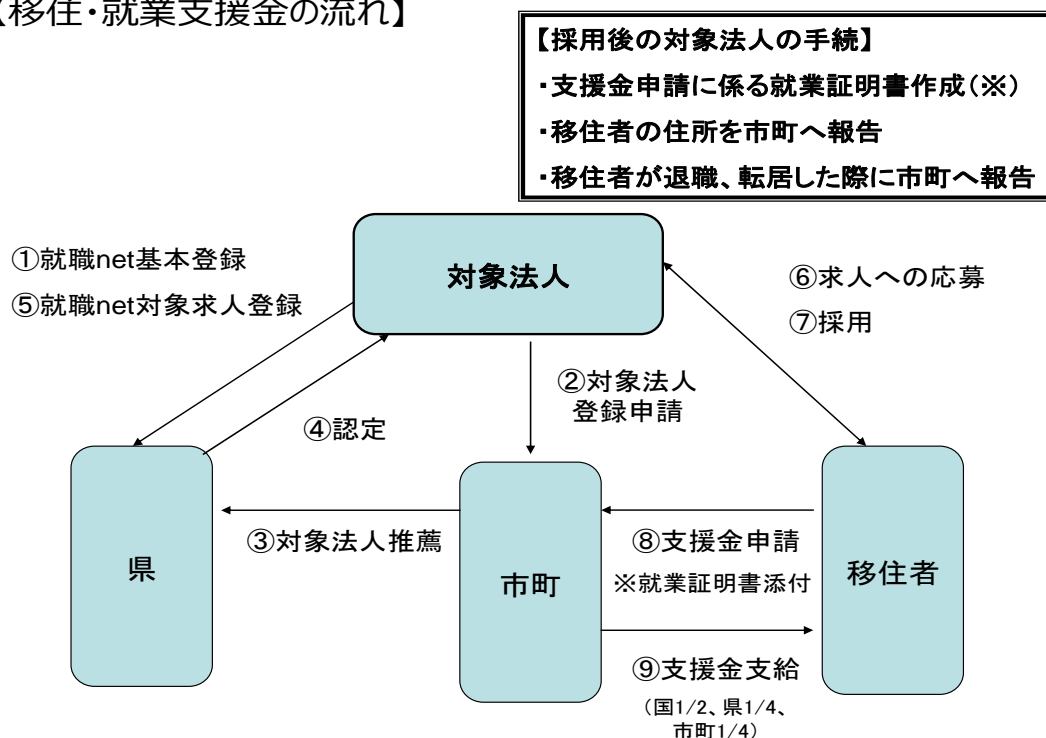 【移住・就業支援金の流れ】
【採用後の対象法人の手続】
・支援金申請に係る就業証明書作成（※）
・移住者の住所を市町へ報告
・移住者が退職、転居した際に市町へ報告
①就職net基本登録
⑤就職net対象求人登録
対象法人
⑥求人への応募
⑦採用
②対象法人
登録申請
④認定
県
③対象法人推薦
市町
⑧支援金申請
※就業証明書添付
移住者
⑨支援金支給
（国1/2、県1/4、
市町1/4）